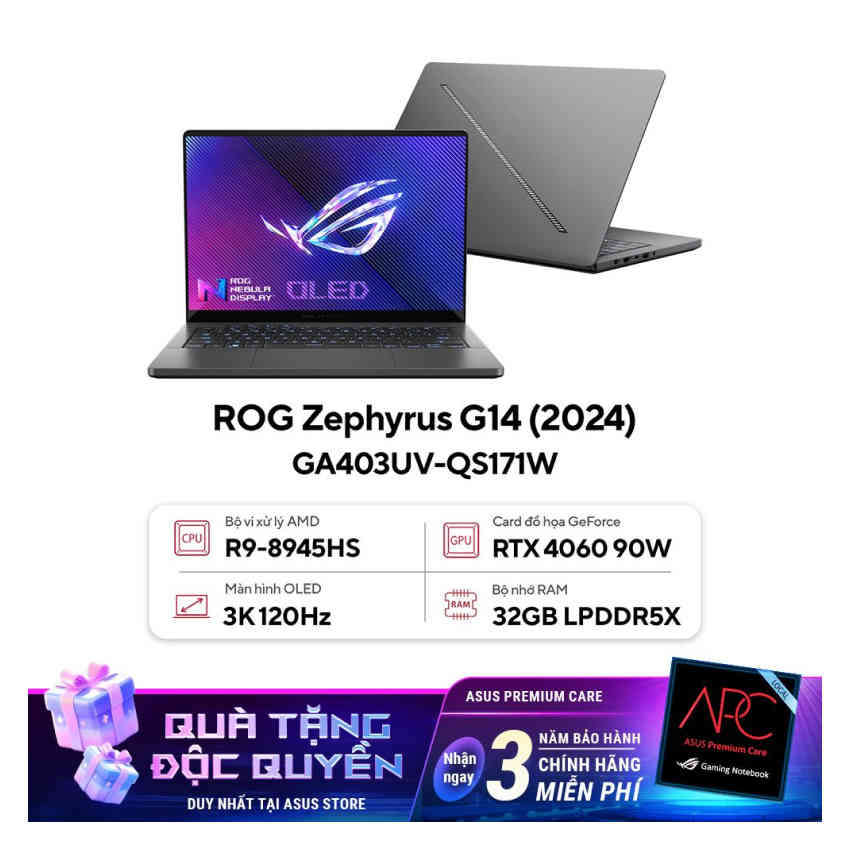 ROG
NEBULA
DISPLAY
OLED
ROG Zephyrus G14 (2024)
GA403UV-QS171W
CPU
Bộ vi xử lý AMD
R9-8945HS
GPU
Card đồ họa GeForce
RTX 4060 90W
Màn hình OLED
3K 120Hz
RAM
Bộ nhớ RAM
32GB LPDDR5X
QUÀ TẶNG
ĐỘC QUYỀN
DUY NHẤT TẠI ASUS STORE
ASUS PREMIUM CARE
Nhận
ngay
3
NĂM BẢO HÀNH
CHÍNH HÃNG
MIỄN PHÍ
LOCAL
APC
ASUS Premium Care
Gaming Notebook